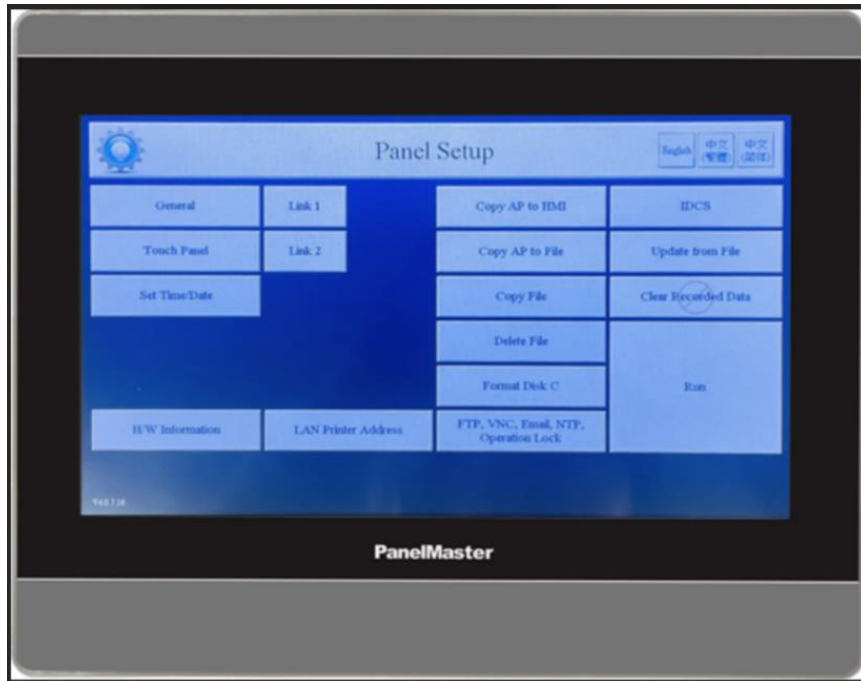 Panel Setup
English
中文
(繁體)
中文
(简体)
General
Link 1
Copy AP to HMI
IDCS
Touch Panel
Link 2
Copy AP to File
Update from File
Set Time/Date
Copy File
Clear Recorded Data
Delete File
Format Disk C
Run
H/W Information
LAN Printer Address
FTP, VNC, Email, NTP,
Operation Lock
PanelMaster